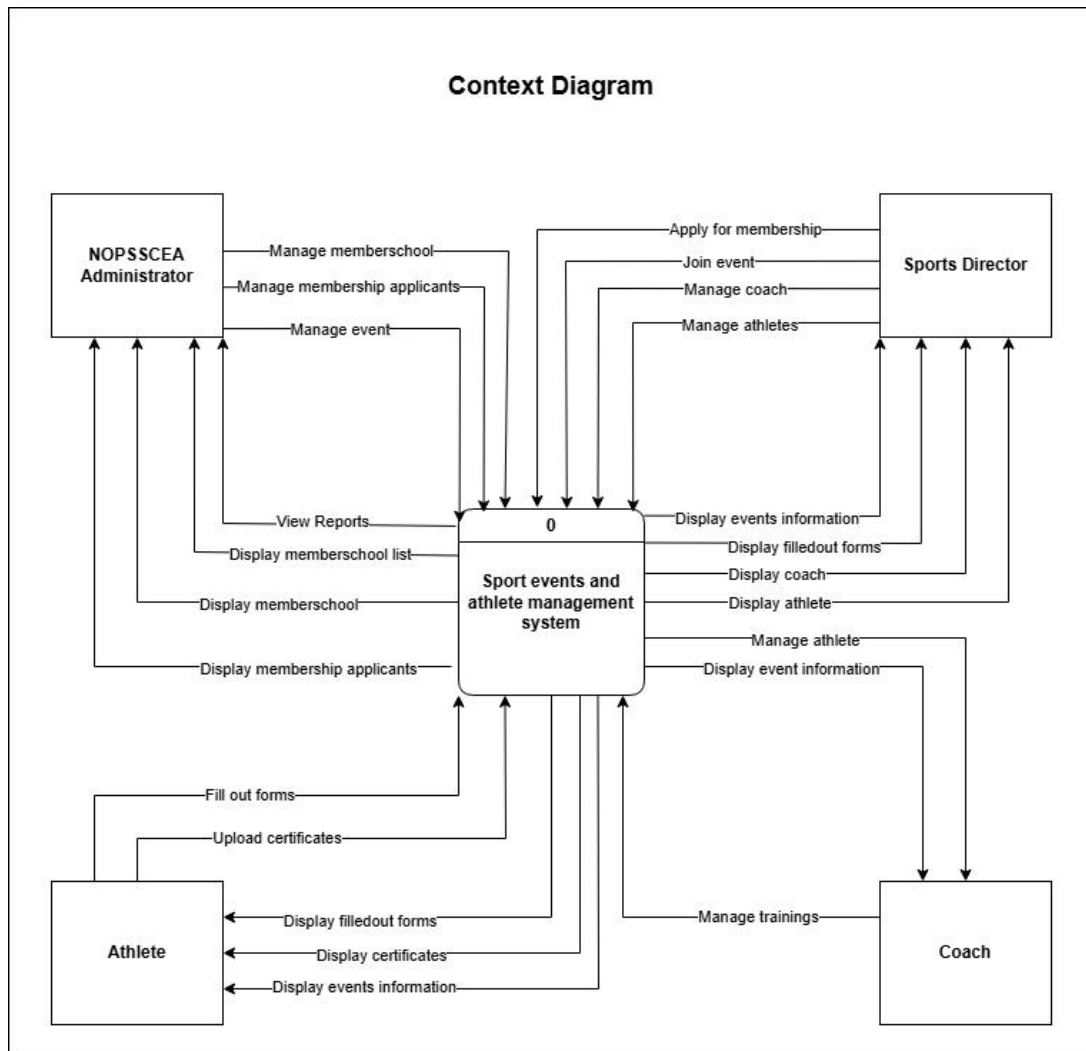 Context Diagram
NOPSSCEA
Administrator
Manage memberschool
Manage membership applicants
Manage event
Apply for membership
Join event
Manage coach
Manage athletes
Sports Director
View Reports
Display memberschool list
Display memberschool
Display membership applicants
0
Sport events and
athlete management
system
Display events information
Display filledout forms
Display coach
Display athlete
Manage athlete
Display event information
Fill out forms
Upload certificates
Athlete
Display filledout forms
Display certificates
Display events information
Manage trainings
Coach